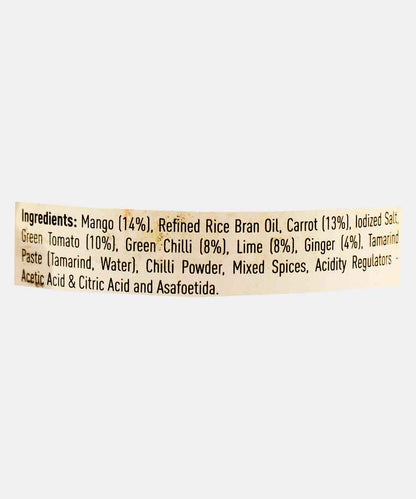 Ingredients: Mango (14%), Refined Rice Bran Oil, Carrot (13%), Iodized Salt,
Green Tomato (10%), Green Chilli (8%), Lime (8%), Ginger (4%), Tamarind
Paste (Tamarind, Water), Chilli Powder, Mixed Spices, Acidity Regulators -
Acetic Acid & Citric Acid and Asafoetida.